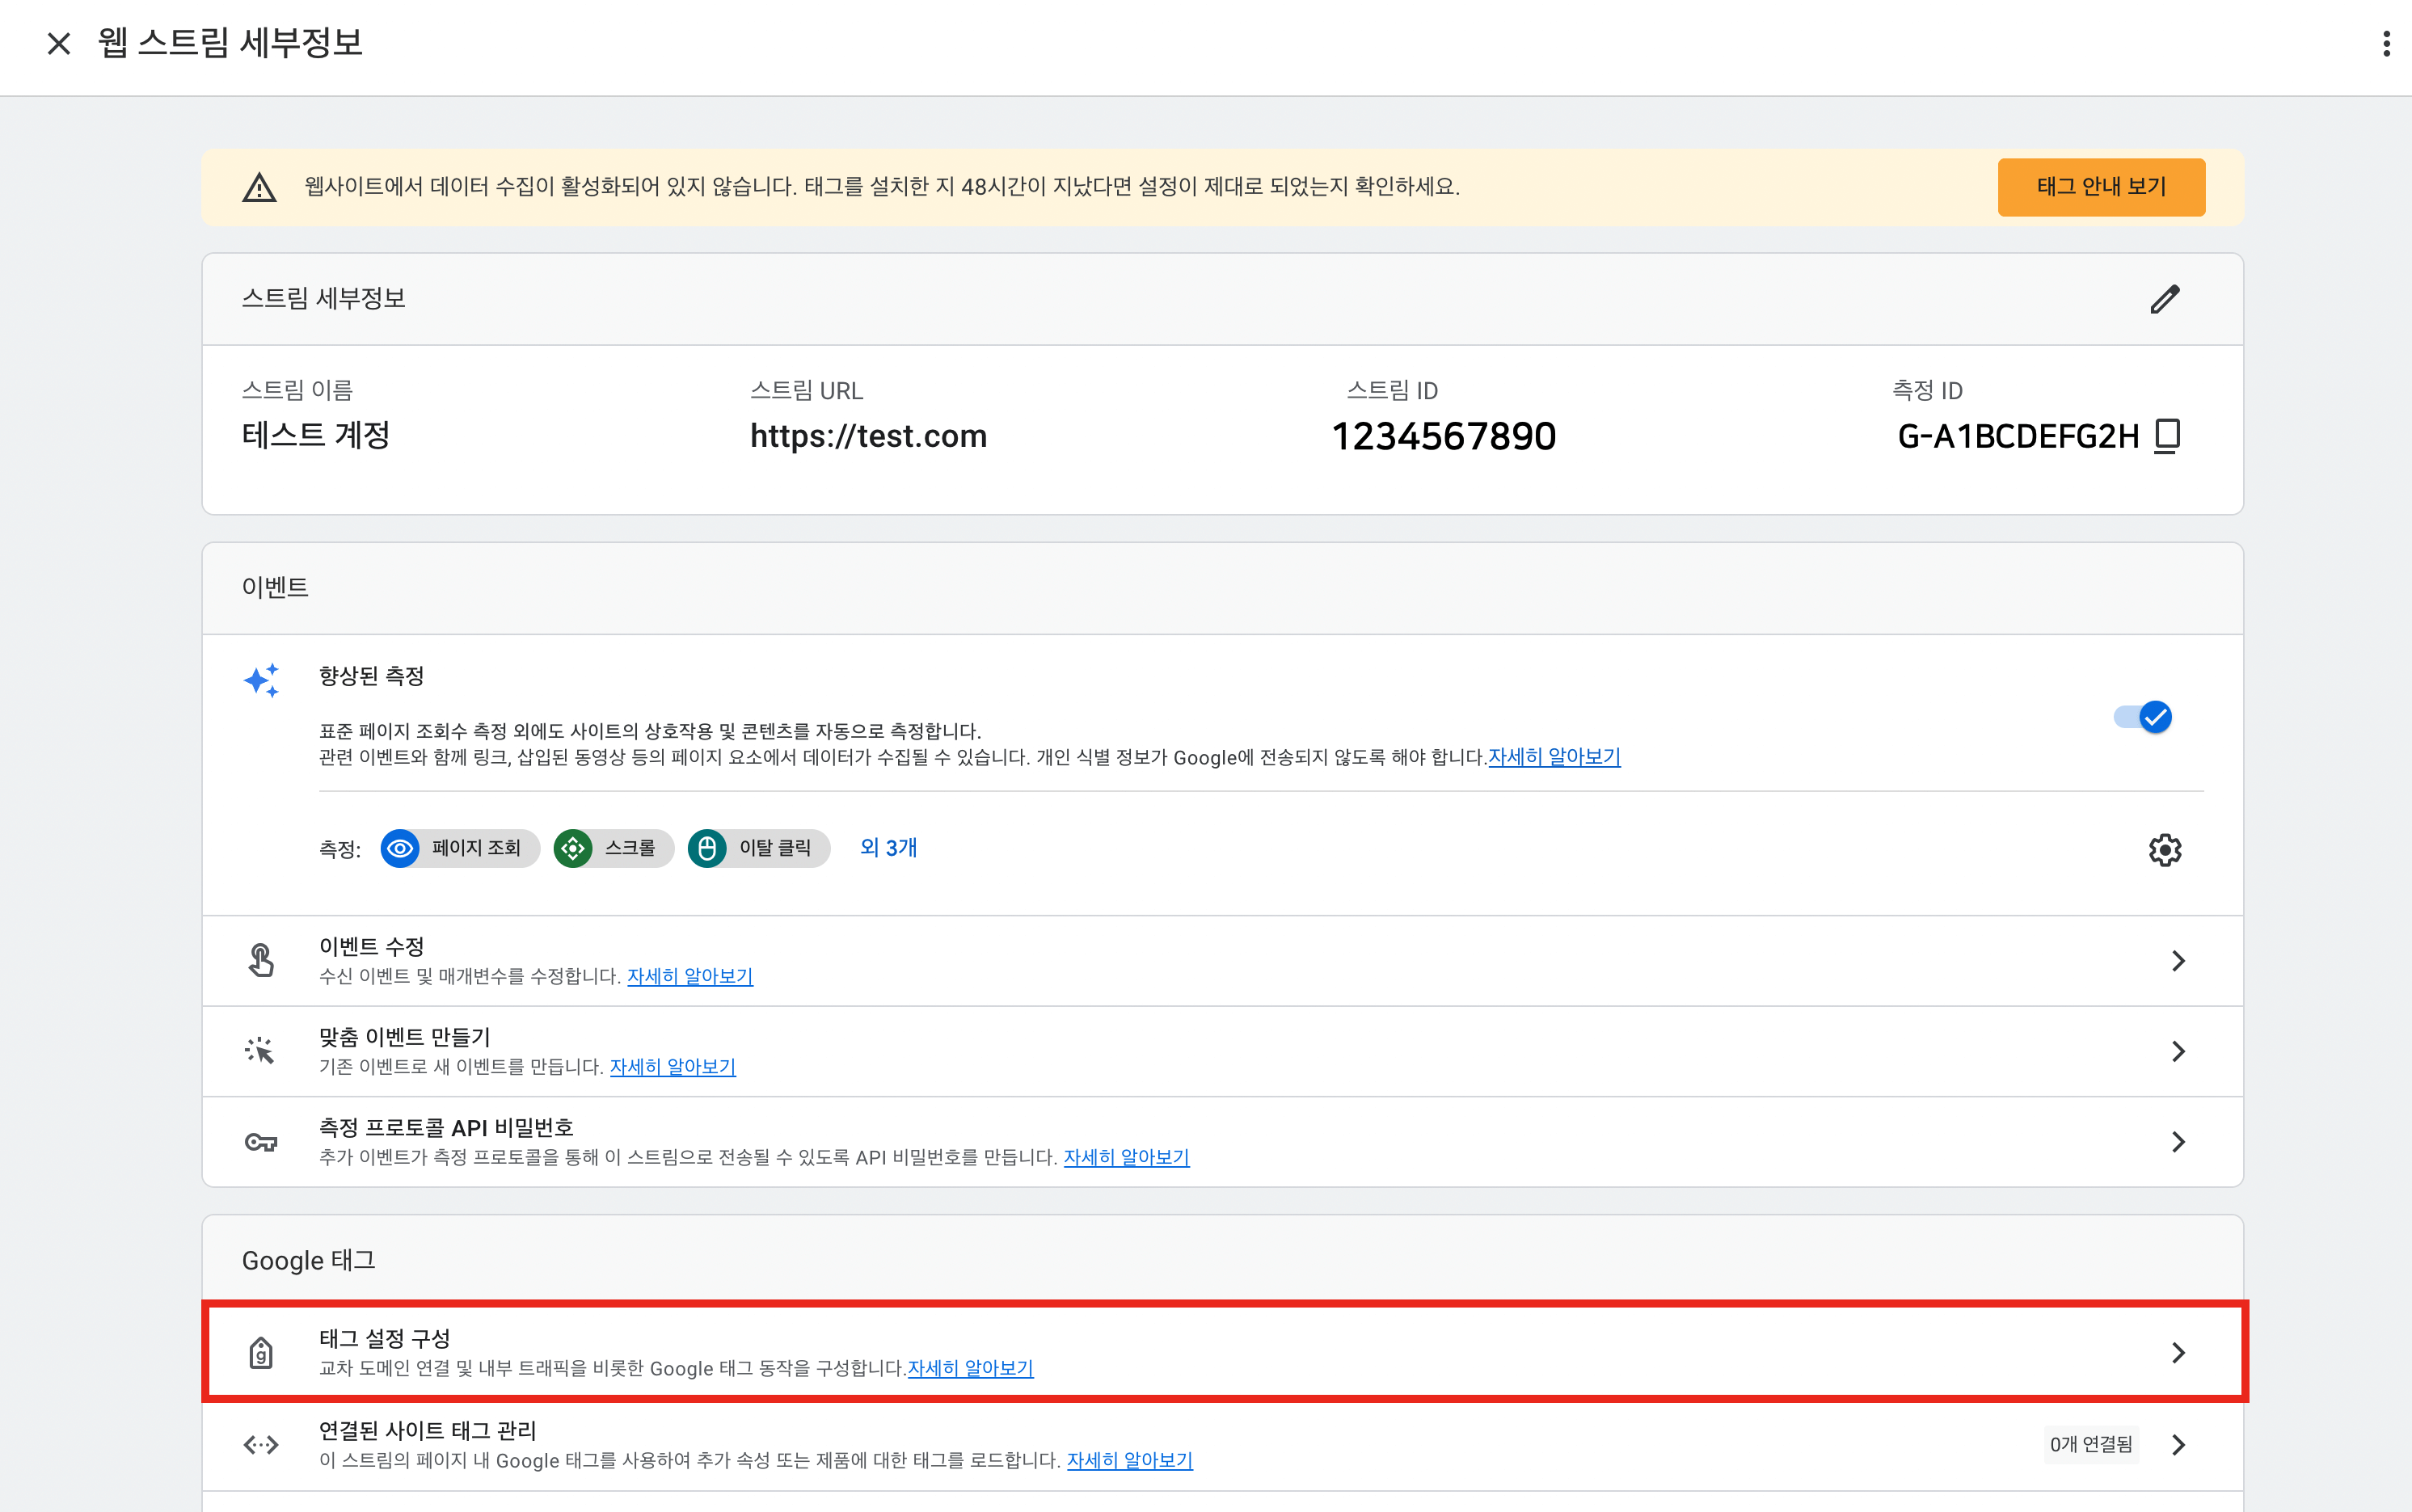 웹 스트림 세부정보
웹사이트에서 데이터 수집이 활성화되어 있지 않습니다. 태그를 설치한 지 48시간이 지났다면 설정이 제대로 되었는지 확인하세요.
태그 안내 보기
스트림 세부정보
스트림 이름
테스트 계정
스트림 URL
https://test.com
스트림 ID
1234567890
측정 ID
G-A1BCDEFG2H
이벤트
향상된 측정
표준 페이지 조회수 측정 외에도 사이트의 상호작용 및 콘텐츠를 자동으로 측정합니다.
관련 이벤트와 함께 링크, 삽입된 동영상 등의 페이지 요소에서 데이터가 수집될 수 있습니다. 개인 식별 정보가 Google에 전송되지 않도록 해야 합니다.자세히 알아보기
측정: 페이지 조회 스크롤 이탈 클릭 외 3개
이벤트 수정
수신 이벤트 및 매개변수를 수정합니다. 자세히 알아보기
맞춤 이벤트 만들기
기존 이벤트로 새 이벤트를 만듭니다. 자세히 알아보기
측정 프로토콜 API 비밀번호
추가 이벤트가 측정 프로토콜을 통해 이 스트림으로 전송될 수 있도록 API 비밀번호를 만듭니다. 자세히 알아보기
Google 태그
태그 설정 구성
교차 도메인 연결 및 내부 트래픽을 비롯한 Google 태그 동작을 구성합니다.자세히 알아보기
연결된 사이트 태그 관리
이 스트림의 페이지 내 Google 태그를 사용하여 추가 속성 또는 제품에 대한 태그를 로드합니다. 자세히 알아보기
0개 연결됨